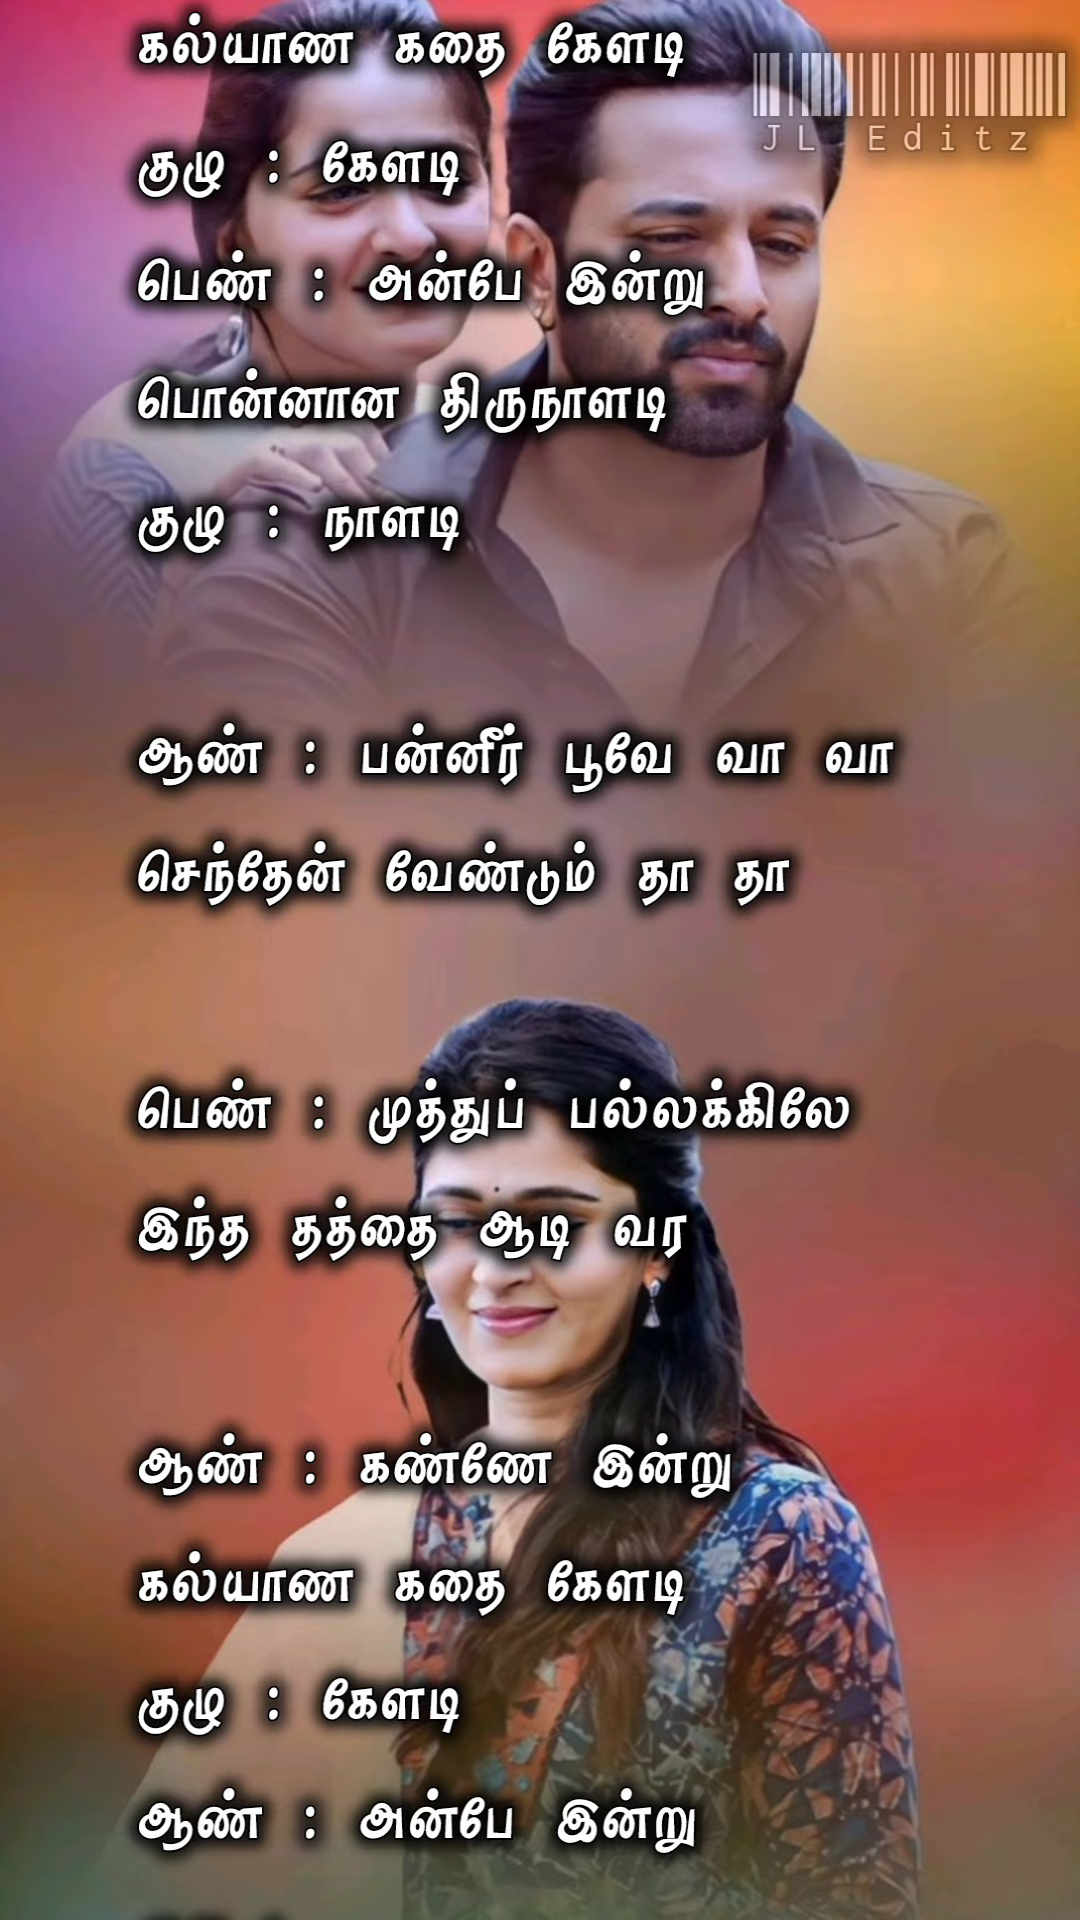 கல்யாண கதை கேளடி
JL Editz
குழு : கேளடி
பெண் : அன்பே இன்று
பொன்னான திருநாளடி
குழு : நாளடி
ஆண் : பன்னீர் பூவே வா வா
செந்தேன் வேண்டும் தா தா
பெண் : முத்துப் பல்லக்கிலே
இந்த தத்தை ஆடி வர
ஆண் : கண்ணே இன்று
கல்யாண கதை கேளடி
குழு : கேளடி
ஆண் : அன்பே இன்று